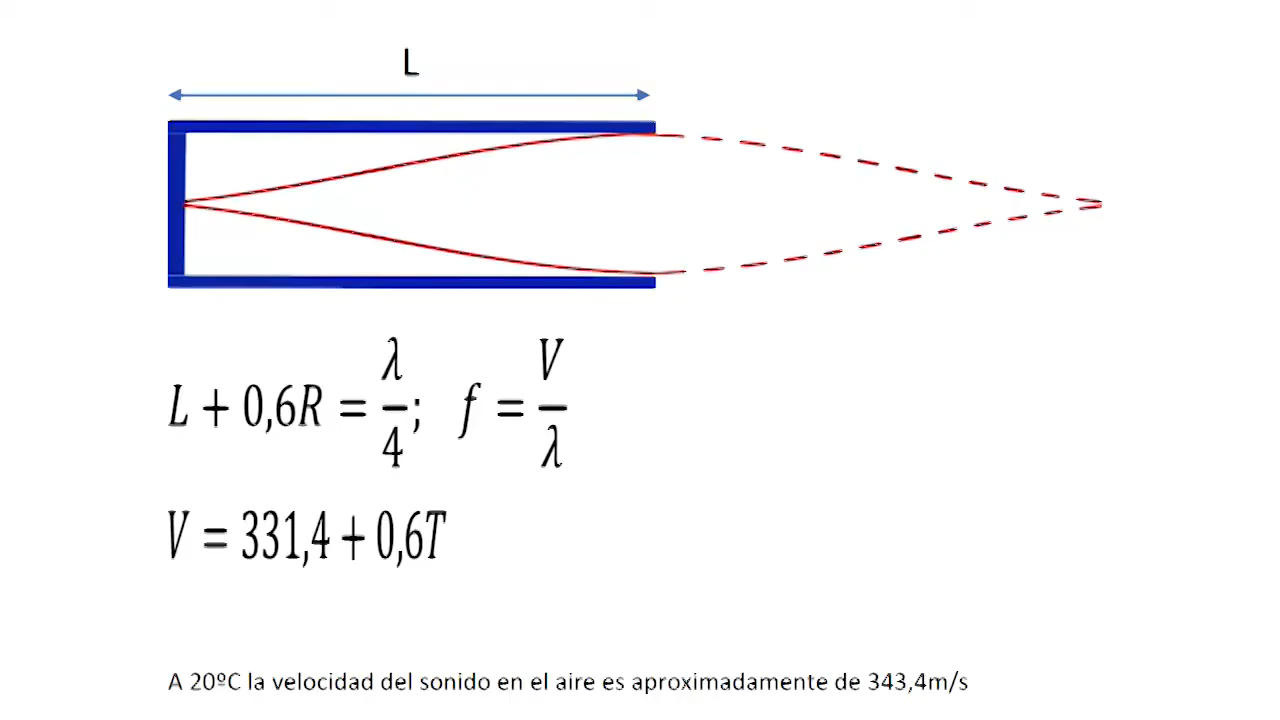 L
L + 0,6R = λ/4; f = V/λ
V = 331,4 + 0,6T
A 20ºC la velocidad del sonido en el aire es aproximadamente de 343,4m/s